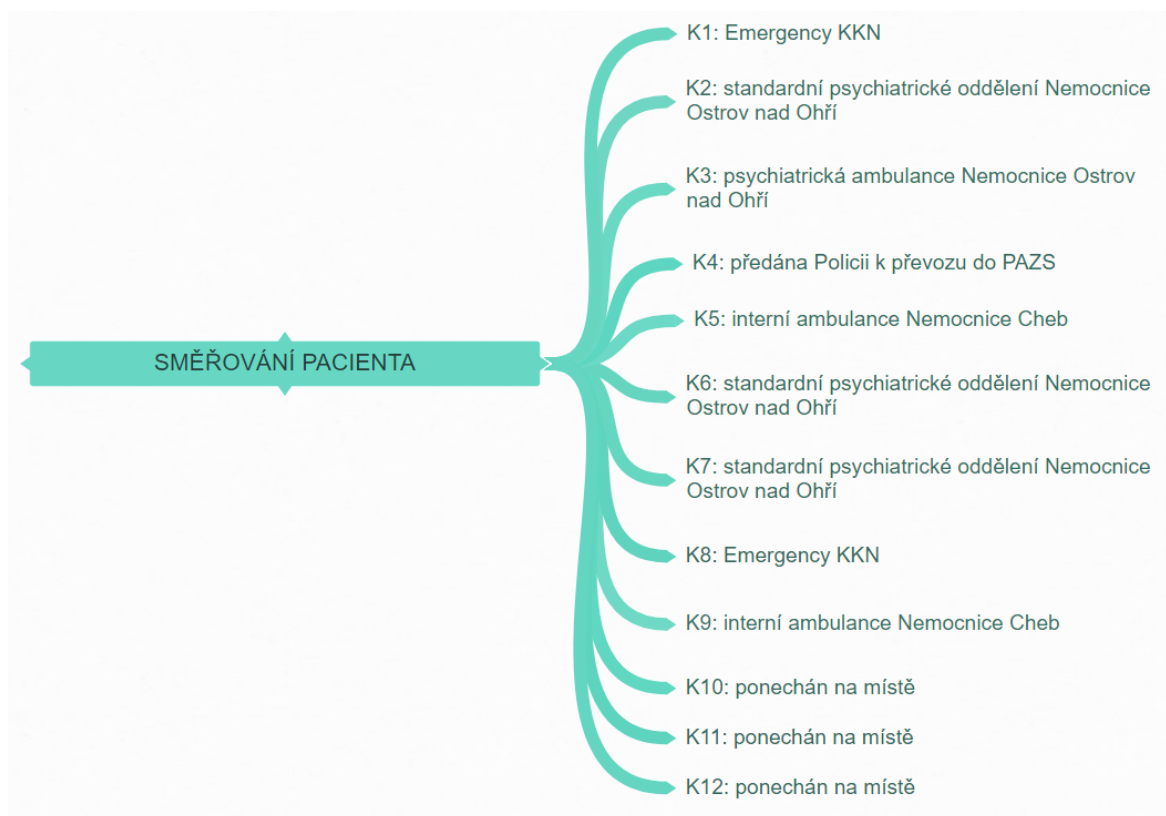 SMĚŘOVÁNÍ PACIENTA
K1: Emergency KKN
K2: standardní psychiatrické oddělení Nemocnice
Ostrov nad Ohří
K3: psychiatrická ambulance Nemocnice Ostrov
nad Ohří
K4: předána Policii k převozu do PAZS
K5: interní ambulance Nemocnice Cheb
K6: standardní psychiatrické oddělení Nemocnice
Ostrov nad Ohří
K7: standardní psychiatrické oddělení Nemocnice
Ostrov nad Ohří
K8: Emergency KKN
K9: interní ambulance Nemocnice Cheb
K10: ponechán na místě
K11: ponechán na místě
K12: ponechán na místě